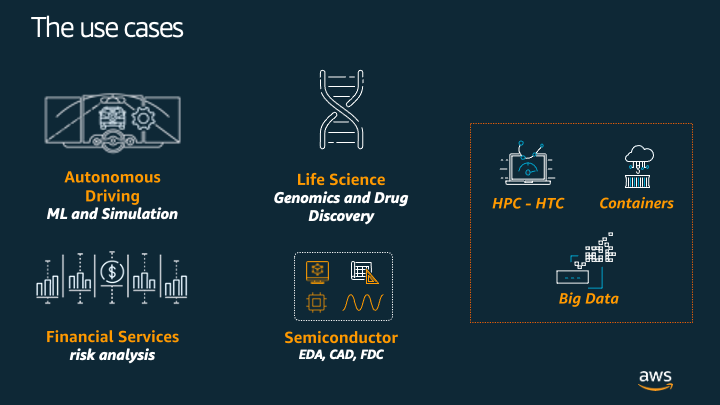 The use cases
Autonomous
Driving
ML and Simulation
Life Science
Genomics and Drug
Discovery
HPC - HTC
Containers
Big Data
Financial Services
risk analysis
Semiconductor
EDA, CAD, FDC
$
aws